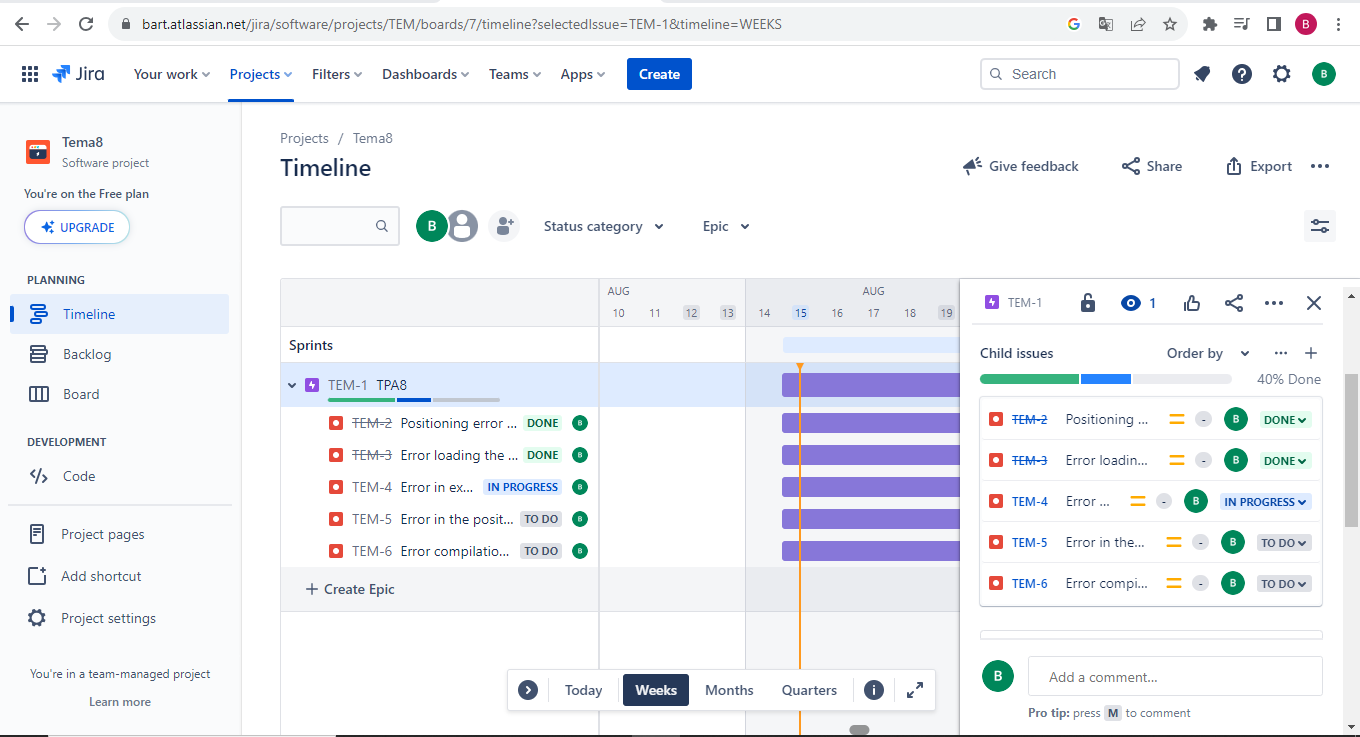 bart.atlassian.net/jira/software/projects/TEM/boards/7/timeline?selectedIssue=TEM-1&timeline=WEEKS
B
Jira Your work Projects Filters Dashboards Teams Apps Create Search B
Tema8
Software project
You're on the Free plan
UPGRADE
PLANNING
Timeline
Backlog
Board
DEVELOPMENT
Code
Project pages
Add shortcut
Project settings
You're in a team-managed project
Learn more
Projects / Tema8
Timeline
Give feedback Share Export
B Status category Epic
AUG AUG
10 11 12 13 14 15 16 17 18 19
Sprints
TEM-1 TPA8
TEM-2 Positioning error ... DONE B
TEM-3 Error loading the ... DONE B
TEM-4 Error in ex... IN PROGRESS B
TEM-5 Error in the posit... TO DO B
TEM-6 Error compilatio... TO DO B
+ Create Epic
Today Weeks Months Quarters
TEM-1 1
Child issues Order by
40% Done
TEM-2 Positioning ... - B DONE
TEM-3 Error loadin... - B DONE
TEM-4 Error ... - B IN PROGRESS
TEM-5 Error in the... - B TO DO
TEM-6 Error compi... - B TO DO
B Add a comment...
Pro tip: press M to comment